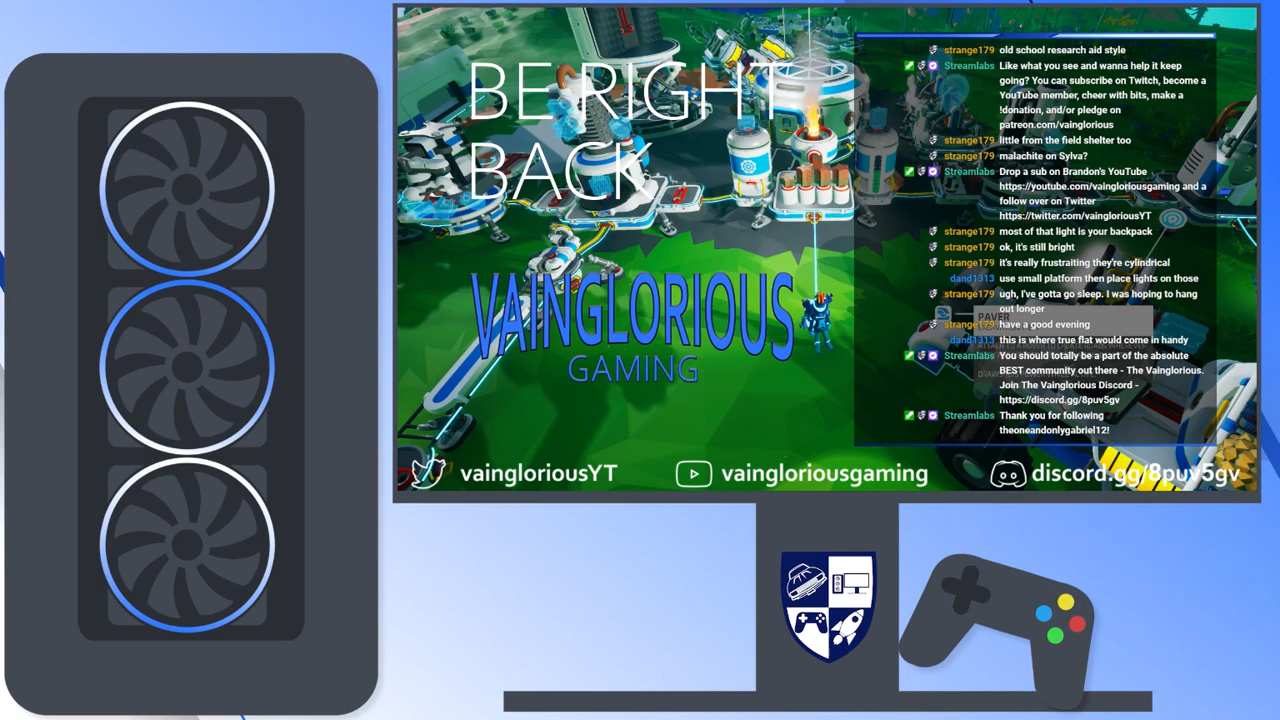 BE RIGHT
BACK
VAINGLORIOUS
GAMING
strange179 old school research aid style
Streamlabs Like what you see and wanna help it keep
going? You can subscribe on Twitch, become a
YouTube member, cheer with bits, make a
!donation, and/or pledge on
patreon.com/vainglorious
strange179 little from the field shelter too
strange179 malachite on Sylva?
Streamlabs Drop a sub on Brandon's YouTube
https://youtube.com/vaingloriousgaming and a
follow over on Twitter
https://twitter.com/vaingloriousYT
strange179 most of that light is your backpack
strange179 ok, it's still bright
strange179 it's really frustraiting they're cylindrical
dand1313 use small platform then place lights on those
strange179 ugh, I've gotta go sleep. I was hoping to hang
out longer
PAVER
strange179 have a good evening
dand1313 this is where true flat would come in handy
Streamlabs You should totally be a part of the absolute
BEST community out there - The Vainglorious.
Join The Vainglorious Discord -
https://discord.gg/8puv5gv
Streamlabs Thank you for following
theoneandonlygabriel12!
vaingloriousYT
vaingloriousgaming
discord.gg/8puv5gv